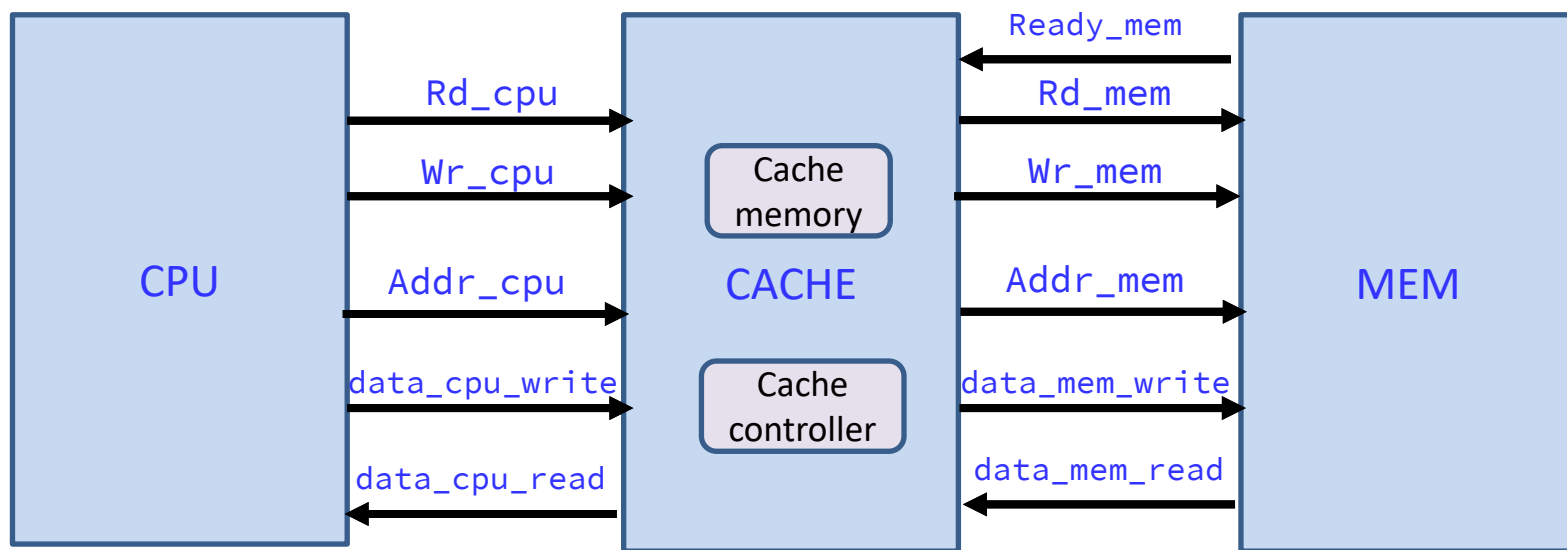 Ready_mem
Rd_cpu
Rd_mem
Wr_cpu
Cache
memory
Wr_mem
CPU
Addr_cpu
CACHE
Addr_mem
MEM
data_cpu_write
Cache
controller
data_mem_write
data_cpu_read
data_mem_read